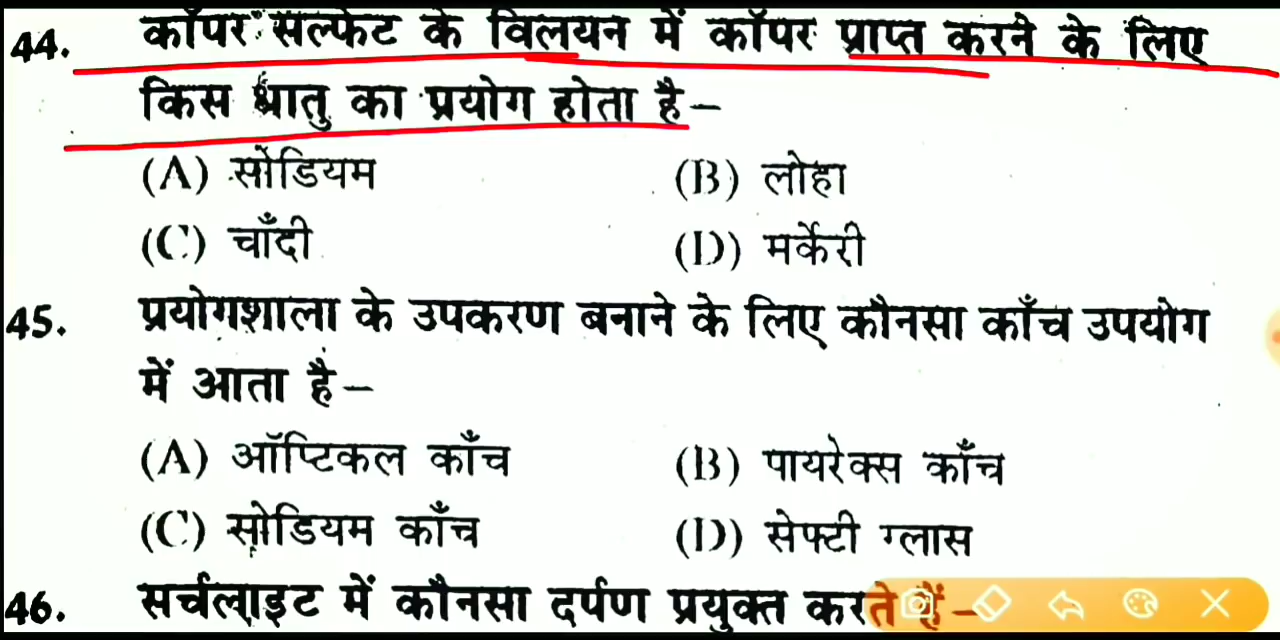 44. कॉपर सल्फेट के विलयन में कॉपर प्राप्त करने के लिए
किस धातु का प्रयोग होता है–
(A) सोडियम (B) लोहा
(C) चाँदी (D) मर्केरी
45. प्रयोगशाला के उपकरण बनाने के लिए कौनसा काँच उपयोग
में आता है–
(A) ऑप्टिकल काँच (B) पायरेक्स काँच
(C) सोडियम काँच (D) सेफ्टी ग्लास
46. सर्चलाइट में कौनसा दर्पण प्रयुक्त करते हैं–